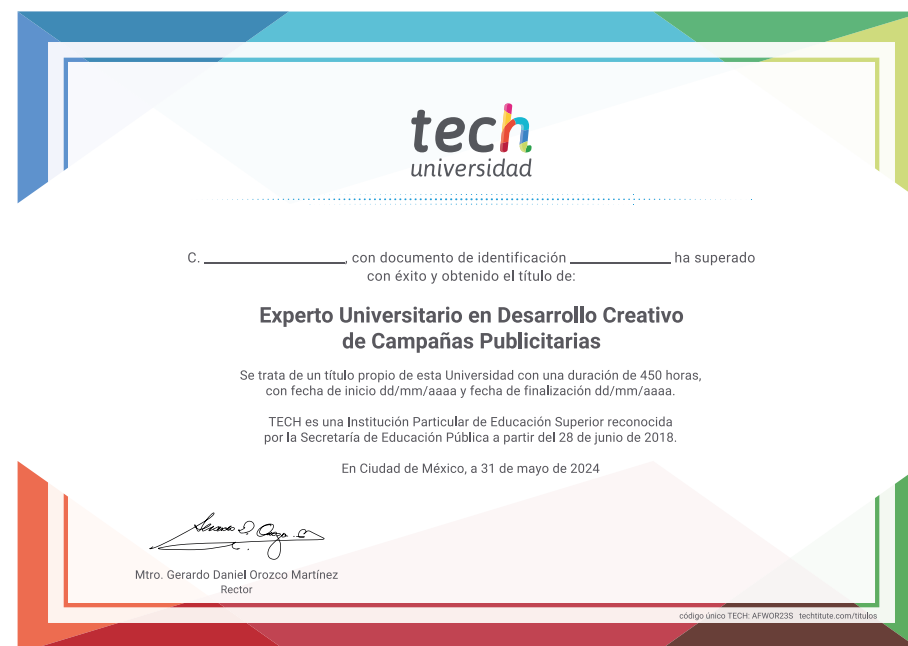 tech
universidad
C. ____________, con documento de identificación ____________ ha superado
con éxito y obtenido el título de:
Experto Universitario en Desarrollo Creativo
de Campañas Publicitarias
Se trata de un título propio de esta Universidad con una duración de 450 horas,
con fecha de inicio dd/mm/aaaa y fecha de finalización dd/mm/aaaa.
TECH es una Institución Particular de Educación Superior reconocida
por la Secretaría de Educación Pública a partir del 28 de junio de 2018.
En Ciudad de México, a 31 de mayo de 2024
Mtro. Gerardo Daniel Orozco Martínez
Rector
código único TECH: AFWOR23S techtitute.com/titulos